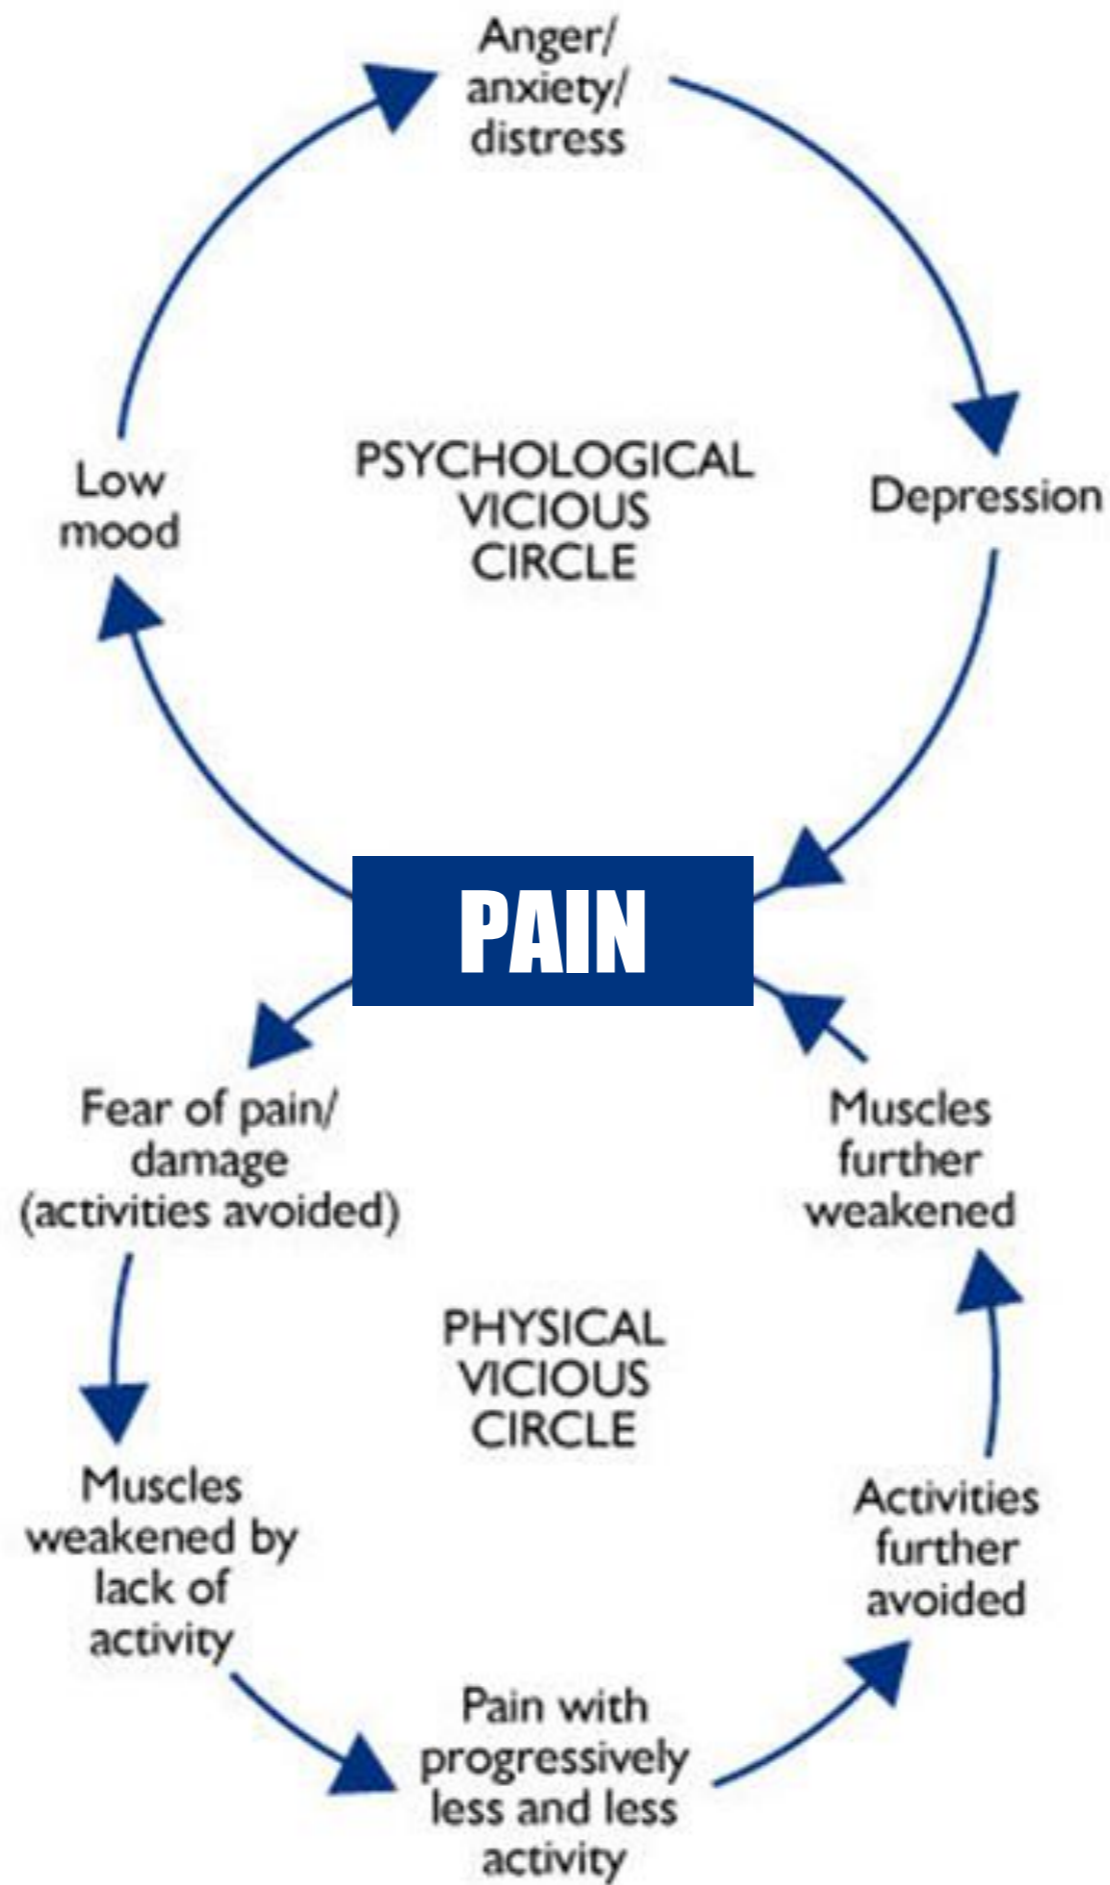 Anger/
anxiety/
distress
Low
mood
PSYCHOLOGICAL
VICIOUS
CIRCLE
Depression
PAIN
Fear of pain/
damage
(activities avoided)
Muscles
further
weakened
PHYSICAL
VICIOUS
CIRCLE
Muscles
weakened by
lack of
activity
Activities
further
avoided
Pain with
progressively
less and less
activity